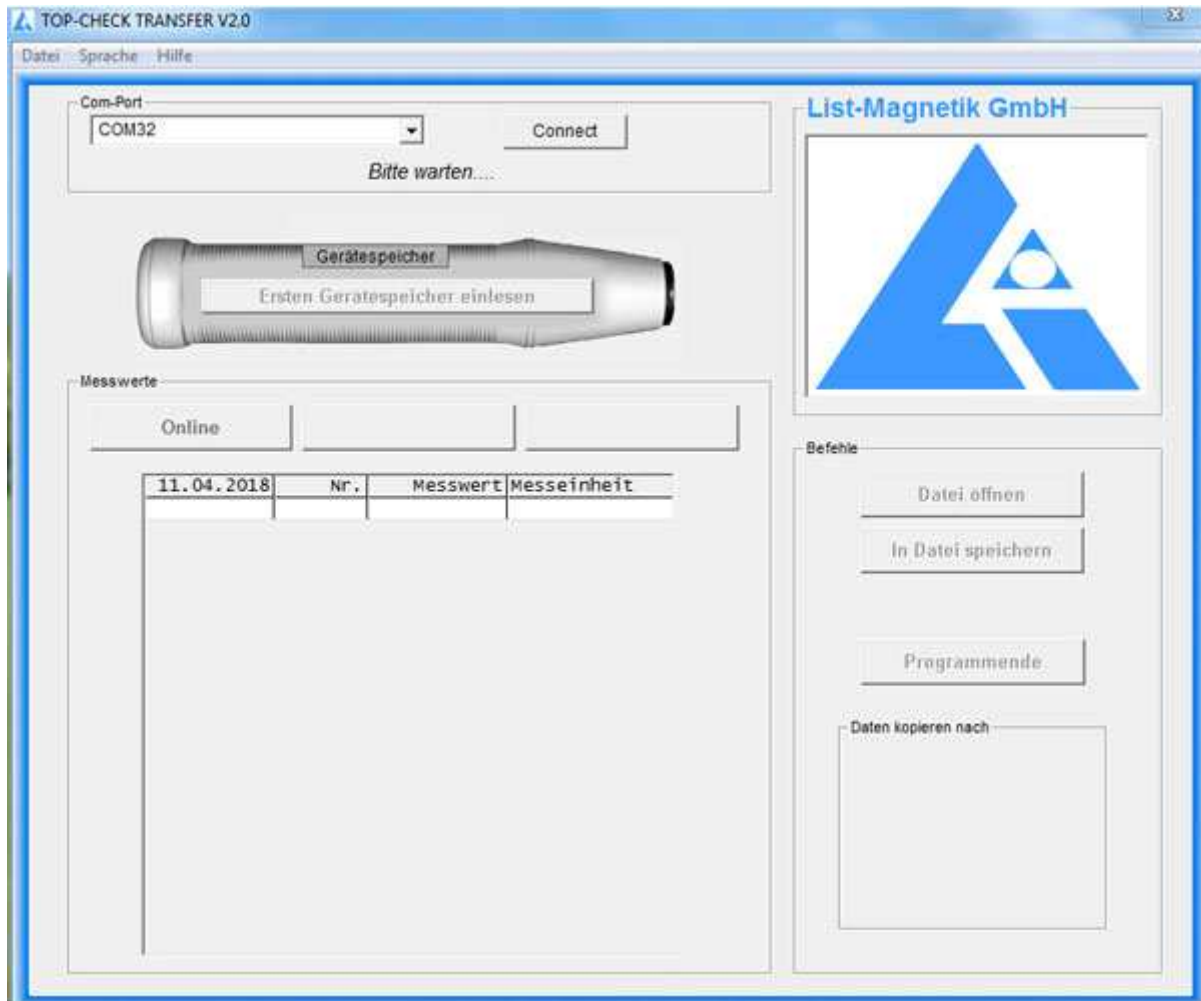 TOP-CHECK TRANSFER V2.0
Datei Sprache Hilfe
Com-Port
COM32
Connect
Bitte warten....
List-Magnetik GmbH
Gerätespeicher
Ersten Gerätespeicher einlesen
Messwerte
Online
11.04.2018 Nr. Messwert Messeinheit
Befehle
Datei öffnen
In Datei speichern
Programmende
Daten kopieren nach